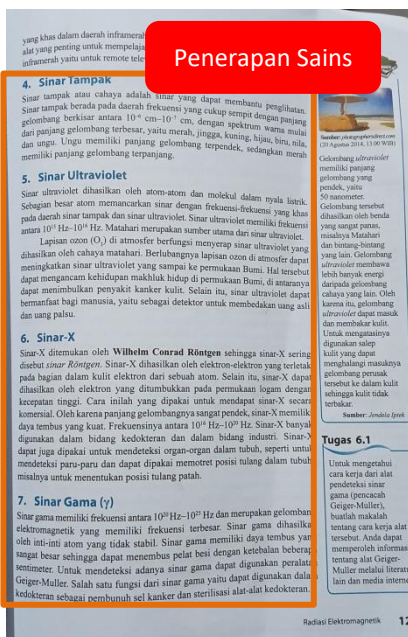 yang khas dalam daerah inframerah
alat yang penting untuk mempelaja
inframerah yaitu untuk remote tele
Penerapan Sains
4. Sinar Tampak
Sinar tampak atau cahaya adalah sinar yang dapat membantu penglihatan.
Sinar tampak berada pada daerah frekuensi yang cukup sempit dengan panjang
gelombang berkisar antara 10⁻⁶ cm–10⁻⁷ cm, dengan spektrum warna mulai
dari panjang gelombang terbesar, yaitu merah, jingga, kuning, hijau, biru, nila,
dan ungu. Ungu memiliki panjang gelombang terpendek, sedangkan merah
memiliki panjang gelombang terpanjang.
5. Sinar Ultraviolet
Sinar ultraviolet dihasilkan oleh atom-atom dan molekul dalam nyala listrik.
Sebagian besar atom memancarkan sinar dengan frekuensi-frekuensi yang khas
pada daerah sinar tampak dan sinar ultraviolet. Sinar ultraviolet memiliki frekuensi
antara 10¹⁵ Hz–10¹⁶ Hz. Matahari merupakan sumber utama dari sinar ultraviolet.
Lapisan ozon (O₃) di atmosfer berfungsi menyerap sinar ultraviolet yang
dihasilkan oleh cahaya matahari. Berlubangnya lapisan ozon di atmosfer dapat
meningkatkan sinar ultraviolet yang sampai ke permukaan Bumi. Hal tersebut
dapat mengancam kehidupan makhluk hidup di permukaan Bumi, di antaranya
dapat menimbulkan penyakit kanker kulit. Selain itu, sinar ultraviolet dapat
bermanfaat bagi manusia, yaitu sebagai detektor untuk membedakan uang asli
dan uang palsu.
6. Sinar-X
Sinar-X ditemukan oleh Wilhelm Conrad Röntgen sehingga sinar-X sering
disebut sinar Röntgen. Sinar-X dihasilkan oleh elektron-elektron yang terletak
pada bagian dalam kulit elektron dari sebuah atom. Selain itu, sinar-X dapat
dihasilkan oleh elektron yang ditumbukkan pada permukaan logam dengan
kecepatan tinggi. Cara inilah yang dipakai untuk mendapat sinar-X secara
komersial. Oleh karena panjang gelombangnya sangat pendek, sinar-X memilik
daya tembus yang kuat. Frekuensinya antara 10¹⁶ Hz–10²⁰ Hz. Sinar-X banyak
digunakan dalam bidang kedokteran dan dalam bidang industri. Sinar-X
dapat juga dipakai untuk mendeteksi organ-organ dalam tubuh, seperti untuk
mendeteksi paru-paru dan dapat dipakai memotret posisi tulang dalam tubuh
misalnya untuk menentukan posisi tulang patah.
7. Sinar Gama (γ)
Sinar gama memiliki frekuensi antara 10²⁰ Hz–10²⁵ Hz dan merupakan gelomban
elektromagnetik yang memiliki frekuensi terbesar. Sinar gama dihasilka
oleh inti-inti atom yang tidak stabil. Sinar gama memiliki daya tembus yan
sangat besar sehingga dapat menembus pelat besi dengan ketebalan beberap
sentimeter. Untuk mendeteksi adanya sinar gama dapat digunakan peralata
Geiger-Muller. Salah satu fungsi dari sinar gama yaitu dapat digunakan dala
kedokteran sebagai pembunuh sel kanker dan sterilisasi alat-alat kedokteran.
Sumber: photographersdirect.com
(20 Agustus 2014, 13.00 WIB)
Gelombang ultraviolet
memiliki panjang
gelombang yang
pendek, yaitu
50 nanometer.
Gelombang tersebut
dihasilkan oleh benda
yang sangat panas,
misalnya Matahari
dan bintang-bintang
yang lain. Gelombang
ultraviolet membawa
lebih banyak energi
daripada gelombang
cahaya yang lain. Oleh
karena itu, gelombang
ultraviolet dapat masuk
dan membakar kulit.
Untuk mengatasinya
digunakan salep
kulit yang dapat
menghalangi masuknya
gelombang perusak
tersebut ke dalam kulit
sehingga kulit tidak
terbakar.
Sumber: Jendela Iptek
Tugas 6.1
Untuk mengetahui
cara kerja dari alat
pendeteksi sinar
gama (pencacah
Geiger-Muller),
buatlah makalah
tentang cara kerja alat
tersebut. Anda dapat
memperoleh informas
tentang alat Geiger-
Muller melalui literatu
lain dan media interne
Radiasi Elektromagnetik 12